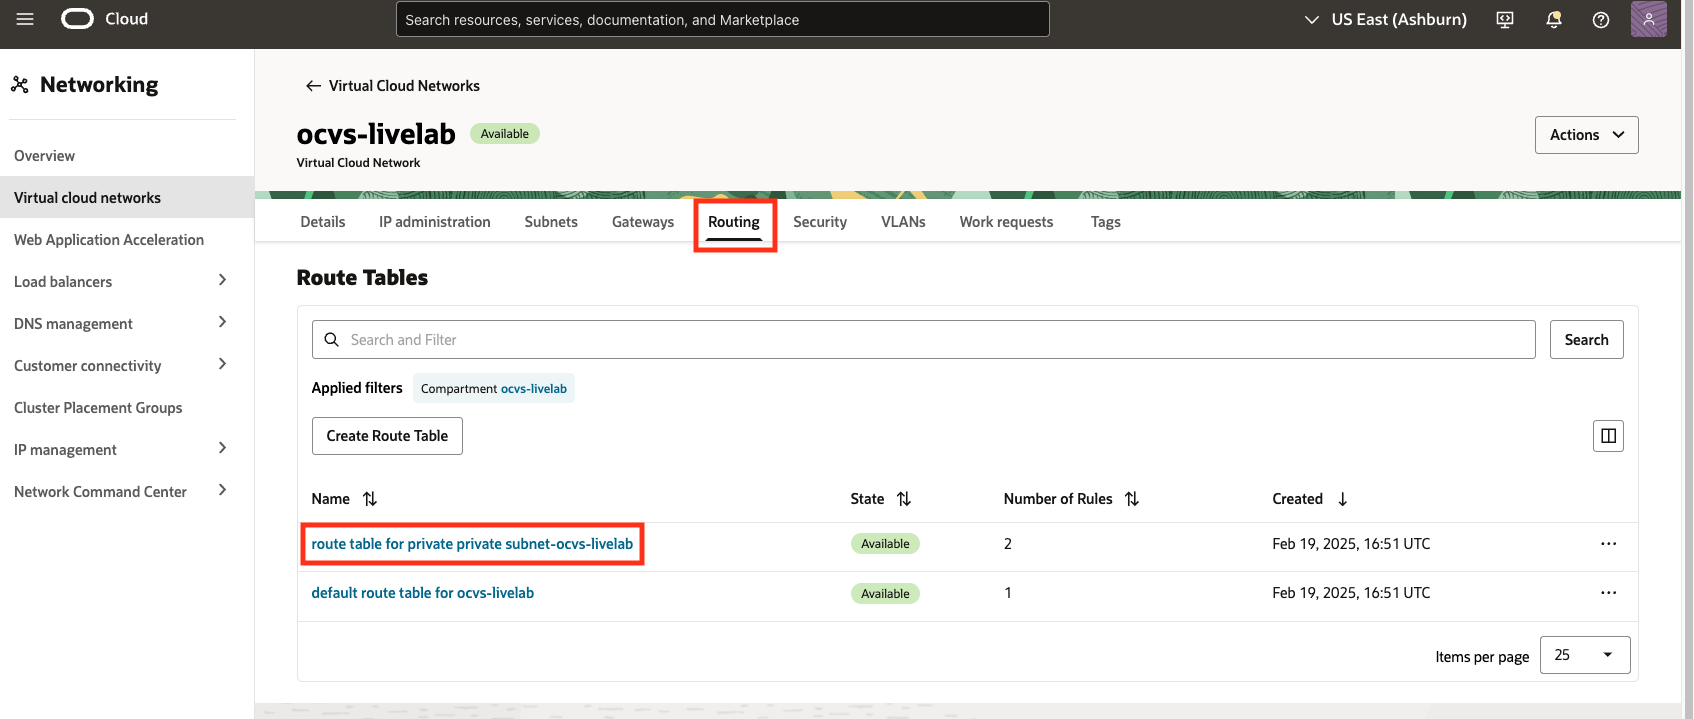 Cloud
Search resources, services, documentation, and Marketplace
US East (Ashburn)
Networking
Overview
Virtual cloud networks
Web Application Acceleration
Load balancers
DNS management
Customer connectivity
Cluster Placement Groups
IP management
Network Command Center
Virtual Cloud Networks
ocvs-livelab Available
Virtual Cloud Network
Actions
Details IP administration Subnets Gateways Routing Security VLANs Work requests Tags
Route Tables
Search and Filter
Search
Applied filters Compartment ocvs-livelab
Create Route Table
Name State Number of Rules Created
route table for private private subnet-ocvs-livelab Available 2 Feb 19, 2025, 16:51 UTC
default route table for ocvs-livelab Available 1 Feb 19, 2025, 16:51 UTC
Items per page 25